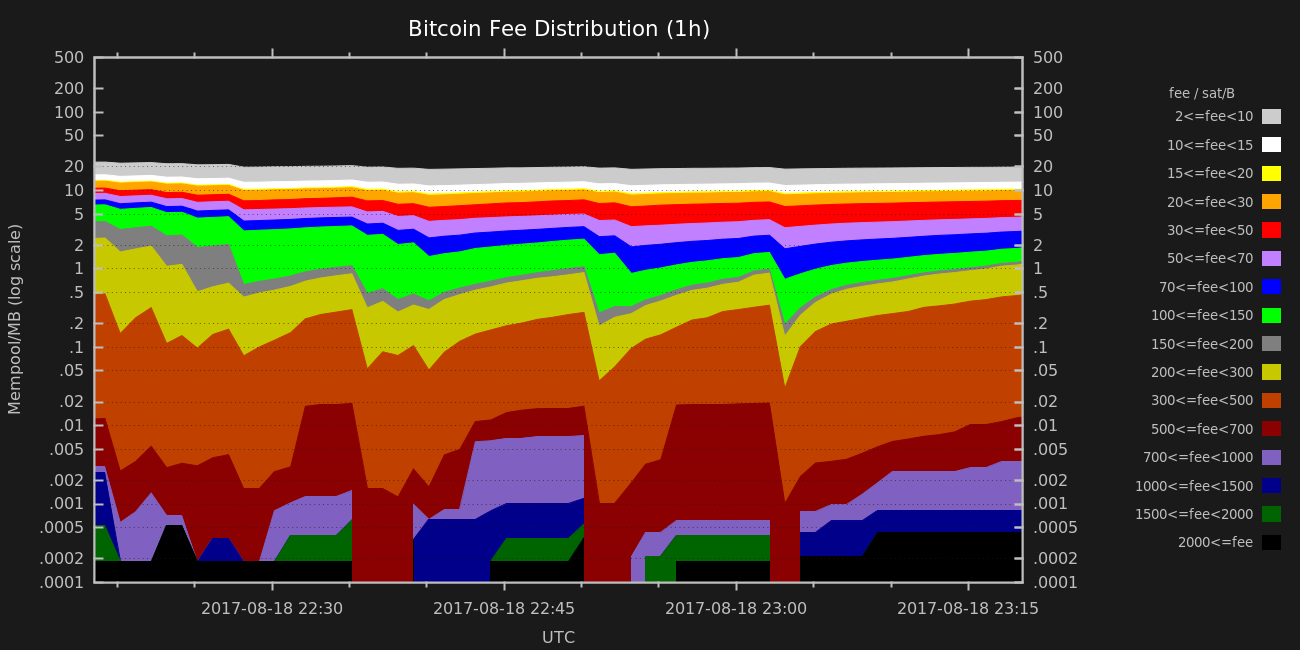 Bitcoin Fee Distribution (1h)
500
200
100
50
20
10
5
2
1
.5
.2
.1
.05
.02
.01
.005
.002
.001
.0005
.0002
.0001
Mempool/MB (log scale)
500
200
100
50
20
10
5
2
1
.5
.2
.1
.05
.02
.01
.005
.002
.001
.0005
.0002
.0001
2017-08-18 22:30
2017-08-18 22:45
2017-08-18 23:00
2017-08-18 23:15
UTC
fee / sat/B
2<=fee<10
10<=fee<15
15<=fee<20
20<=fee<30
30<=fee<50
50<=fee<70
70<=fee<100
100<=fee<150
150<=fee<200
200<=fee<300
300<=fee<500
500<=fee<700
700<=fee<1000
1000<=fee<1500
1500<=fee<2000
2000<=fee